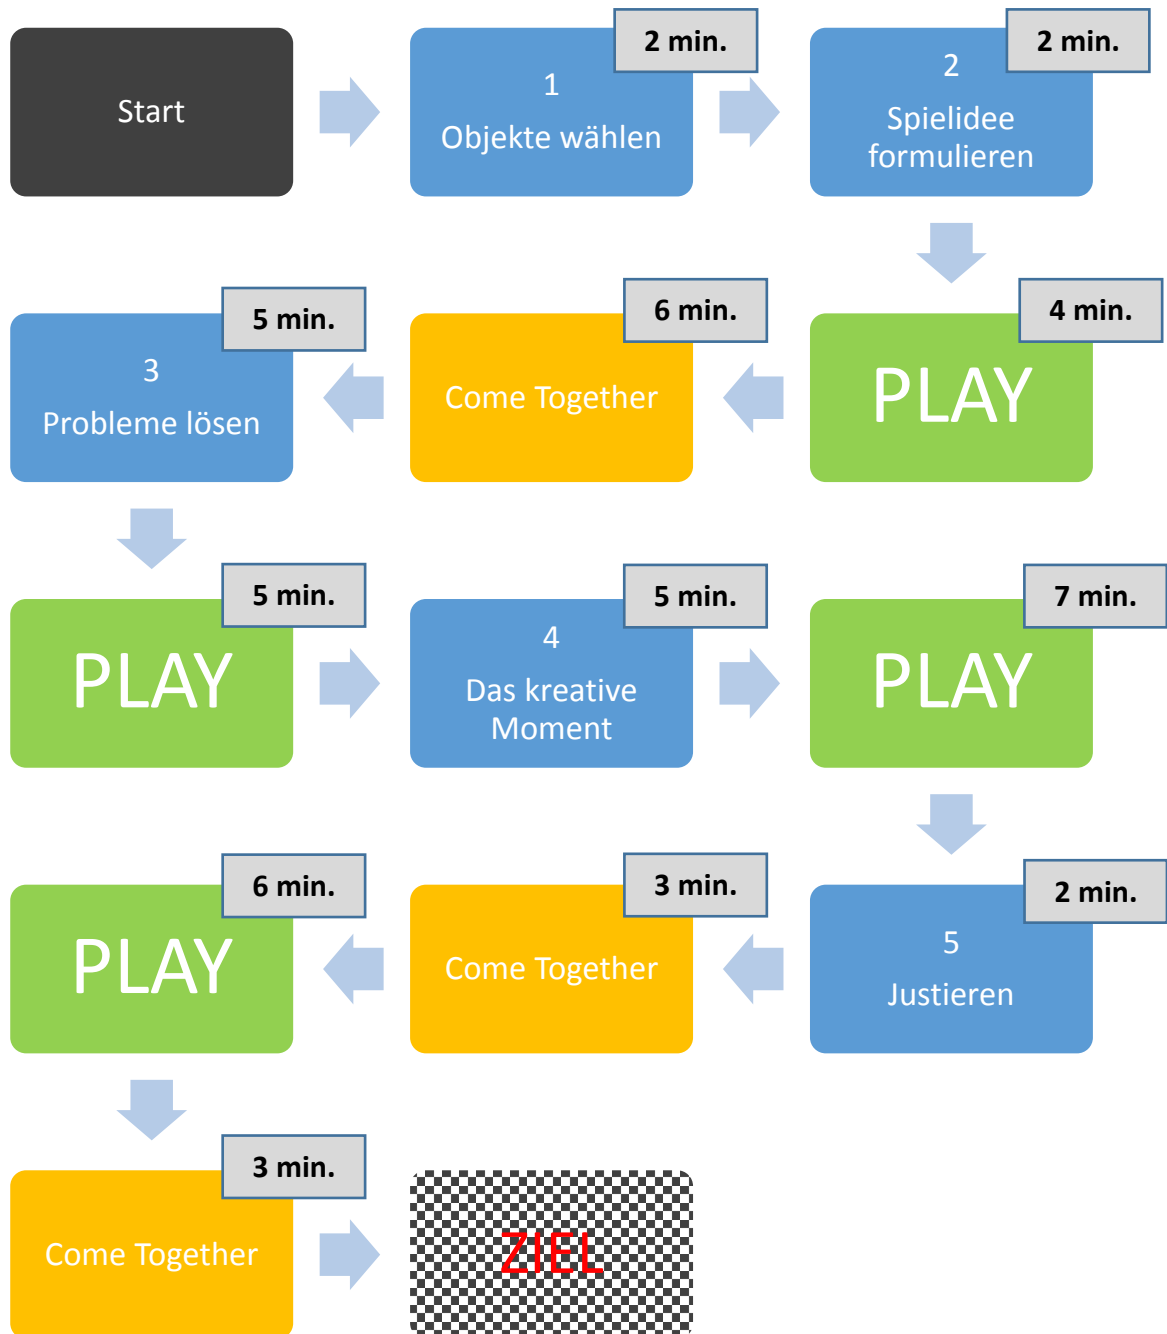 Start
2 min.
1
Objekte wählen
2 min.
2
Spielidee
formulieren
4 min.
PLAY
6 min.
Come Together
5 min.
3
Probleme lösen
5 min.
PLAY
5 min.
4
Das kreative
Moment
7 min.
PLAY
2 min.
5
Justieren
3 min.
Come Together
6 min.
PLAY
3 min.
Come Together
ZIEL